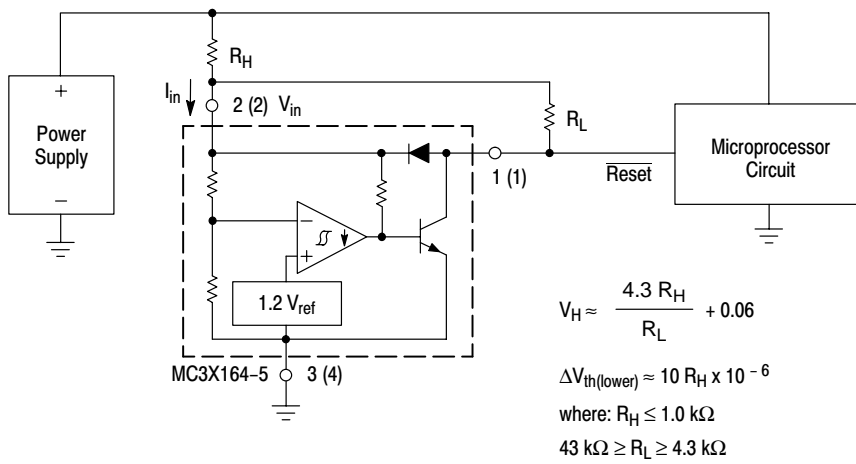 R_H
I_in
2 (2) V_in
R_L
+
Power
Supply
−
1 (1)
Reset
Microprocessor
Circuit
−
+
1.2 V_ref
MC3X164−5
3 (4)
V_H ≈ 4.3 R_H / R_L + 0.06
ΔV_th(lower) ≈ 10 R_H x 10^−6
where: R_H ≤ 1.0 kΩ
43 kΩ ≥ R_L ≥ 4.3 kΩ